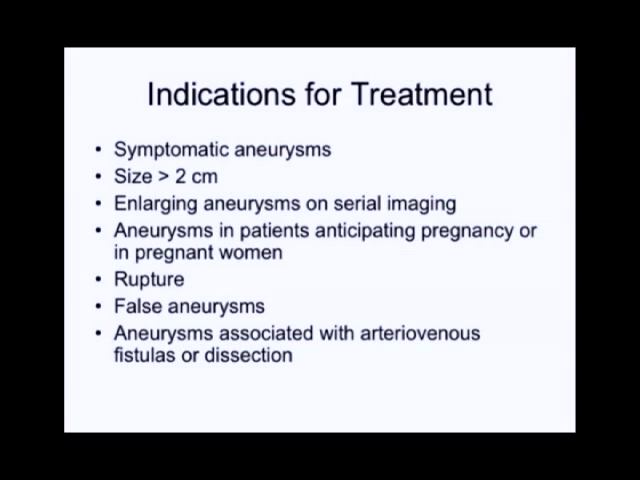 Indications for Treatment
• Symptomatic aneurysms
• Size > 2 cm
• Enlarging aneurysms on serial imaging
• Aneurysms in patients anticipating pregnancy or
in pregnant women
• Rupture
• False aneurysms
• Aneurysms associated with arteriovenous
fistulas or dissection